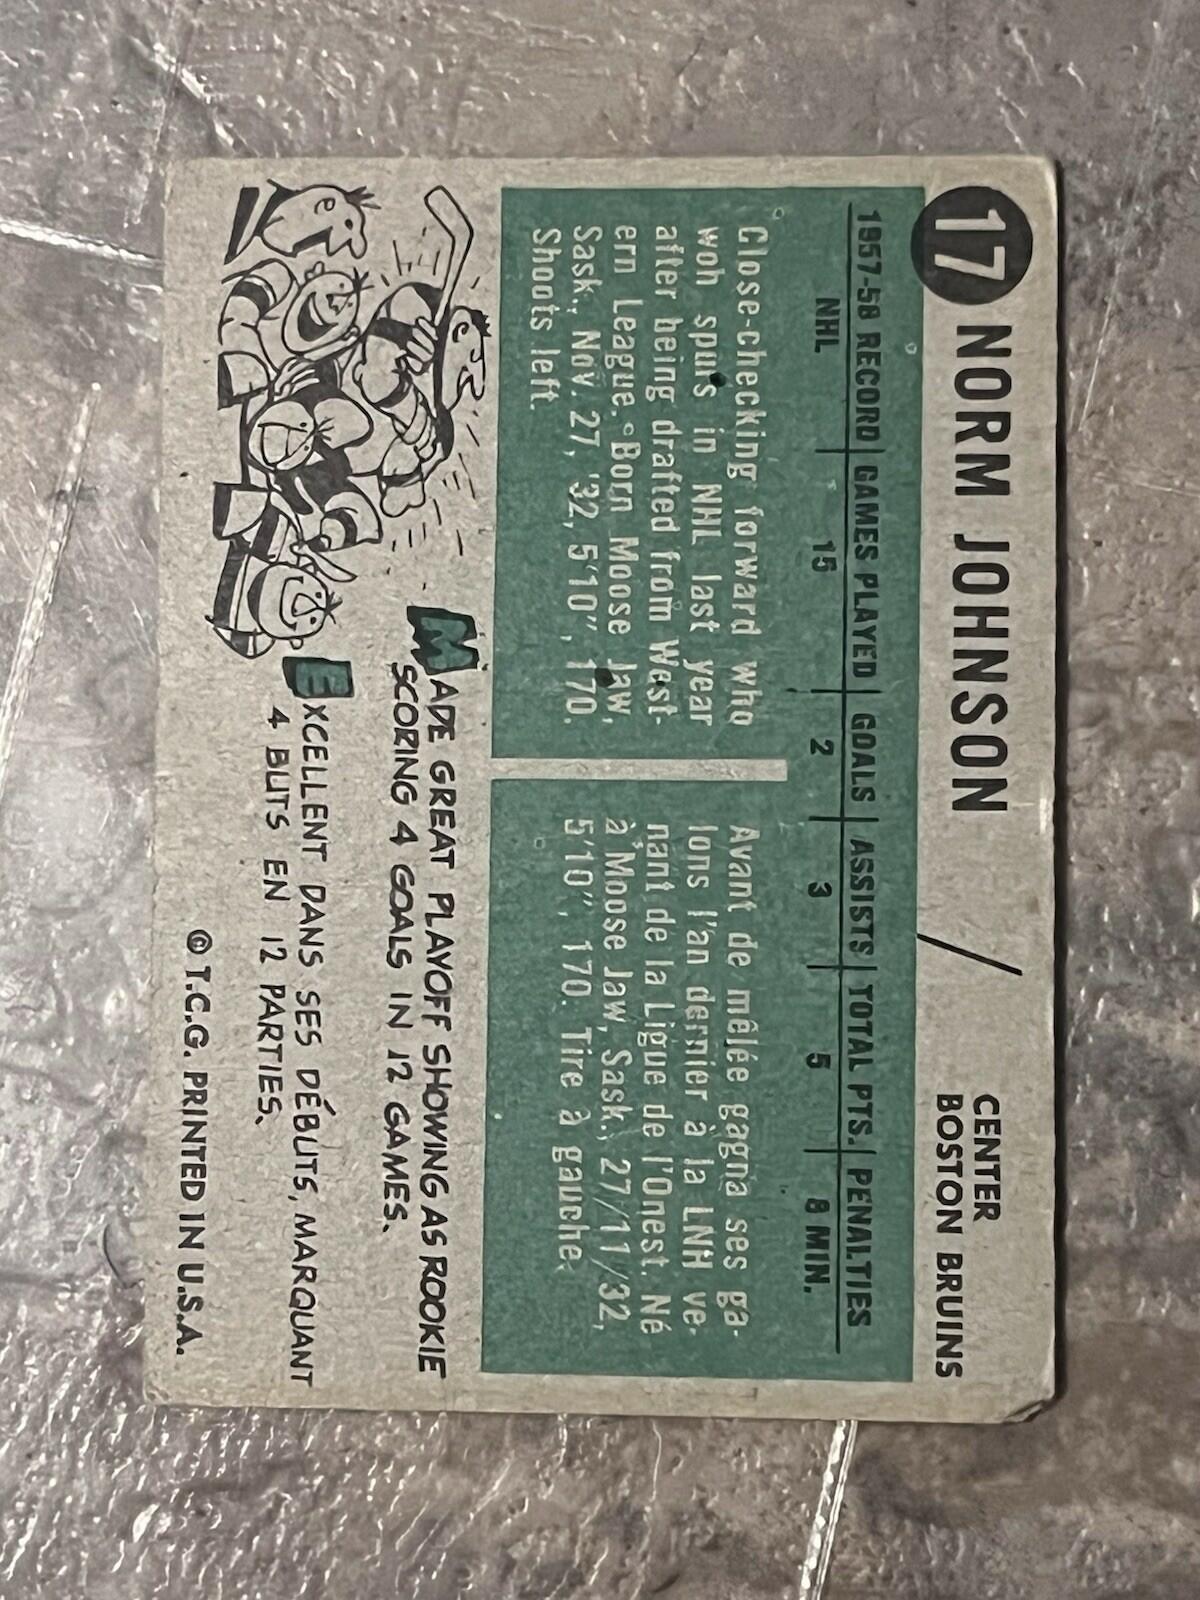 17 NORM JOHNSON / CENTER
BOSTON BRUINS
1957-58 RECORD GAMES PLAYED GOALS ASSISTS TOTAL PTS. PENALTIES
NHL 15 2 3 5 8 MIN.
Close-checking forward who
woh spurs in NHL last year
after being drafted from West-
ern League. Born Moose Jaw,
Sask., Nov. 27, '32, 5'10", 170.
Shoots left.
Avant de mêlée gagna ses ga-
lons l'an dernier à la LNH ve-
nant de la Ligue de l'Onest. Né
à Moose Jaw, Sask., 27/11/32,
5'10", 170. Tire à gauche
MADE GREAT PLAYOFF SHOWING AS ROOKIE
SCORING 4 GOALS IN 12 GAMES.
EXCELLENT DANS SES DÉBUTS, MARQUANT
4 BUTS EN 12 PARTIES.
© T.C.G. PRINTED IN U.S.A.